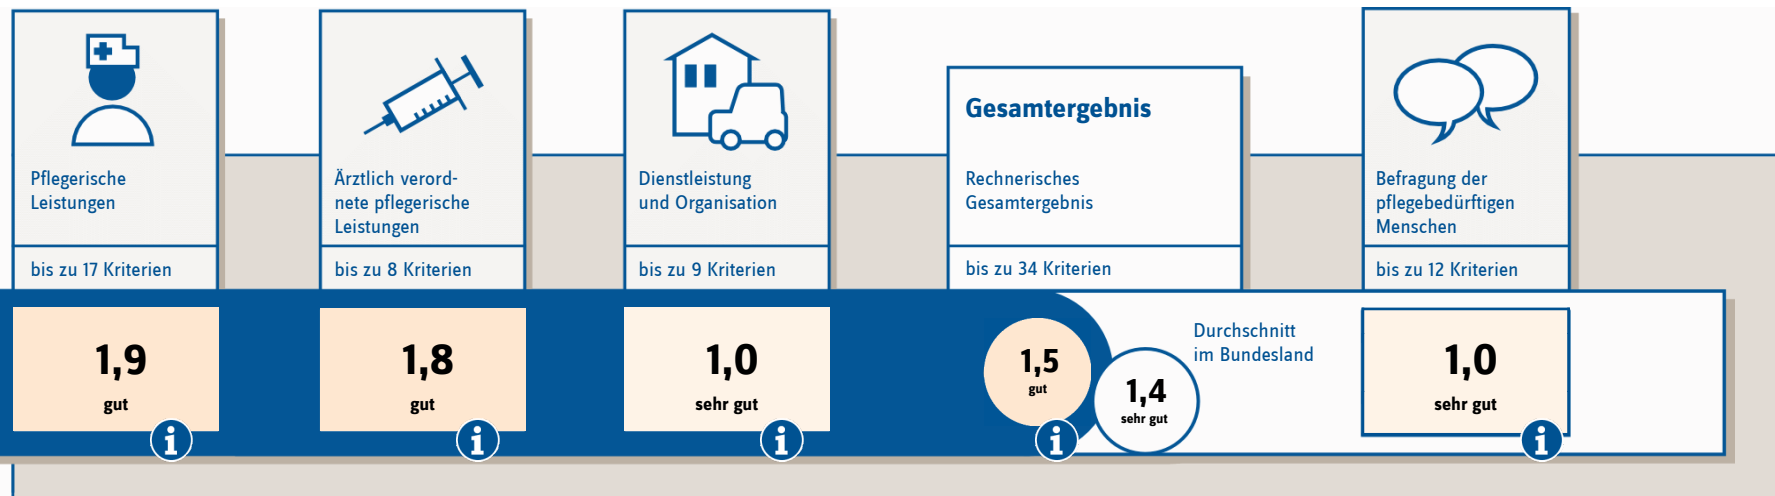 Pflegerische
Leistungen
bis zu 17 Kriterien
1,9
gut
i
Ärztlich verord-
nete pflegerische
Leistungen
bis zu 8 Kriterien
1,8
gut
i
Dienstleistung
und Organisation
bis zu 9 Kriterien
1,0
sehr gut
i
Gesamtergebnis
Rechnerisches
Gesamtergebnis
bis zu 34 Kriterien
1,5
gut
i
1,4
sehr gut
Durchschnitt
im Bundesland
Befragung der
pflegebedürftigen
Menschen
bis zu 12 Kriterien
1,0
sehr gut
i